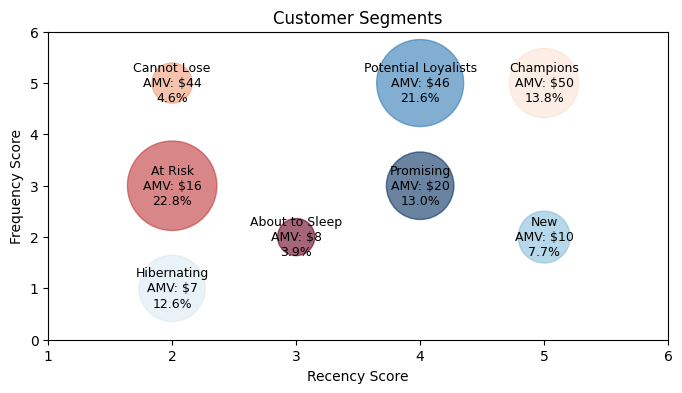 Customer Segments
6
5
4
3
2
1
0
Frequency Score
Cannot Lose
AMV: $44
4.6%
Potential Loyalists
AMV: $46
21.6%
Champions
AMV: $50
13.8%
At Risk
AMV: $16
22.8%
Promising
AMV: $20
13.0%
About to Sleep
AMV: $8
3.9%
New
AMV: $10
7.7%
Hibernating
AMV: $7
12.6%
1 2 3 4 5 6
Recency Score